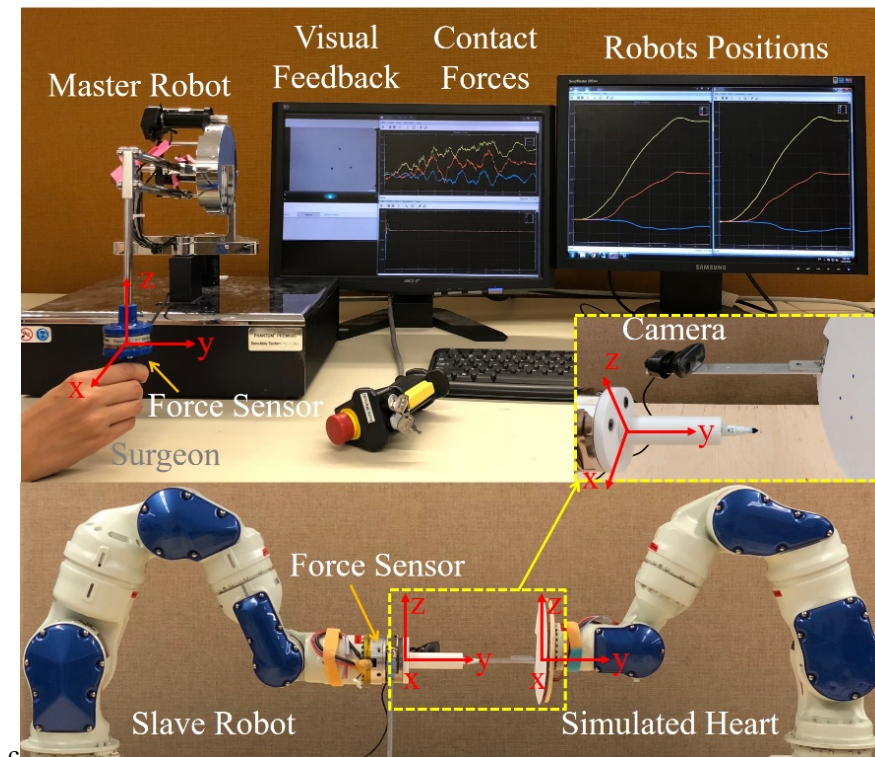 Visual
Feedback
Contact
Forces
Robots Positions
Master Robot
SAMSUNG
z
y
x
Force Sensor
Surgeon
Camera
z
y
x
Force Sensor
z
y
x
z
y
x
Slave Robot
Simulated Heart